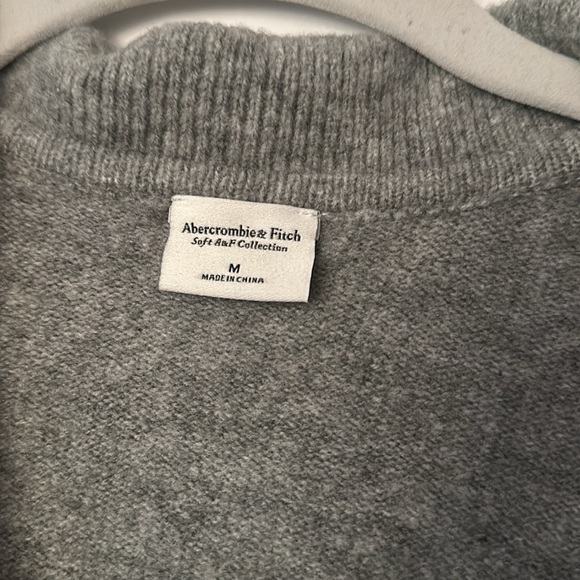 Abercrombie & Fitch
Soft A&F Collection
M
MADE IN CHINA